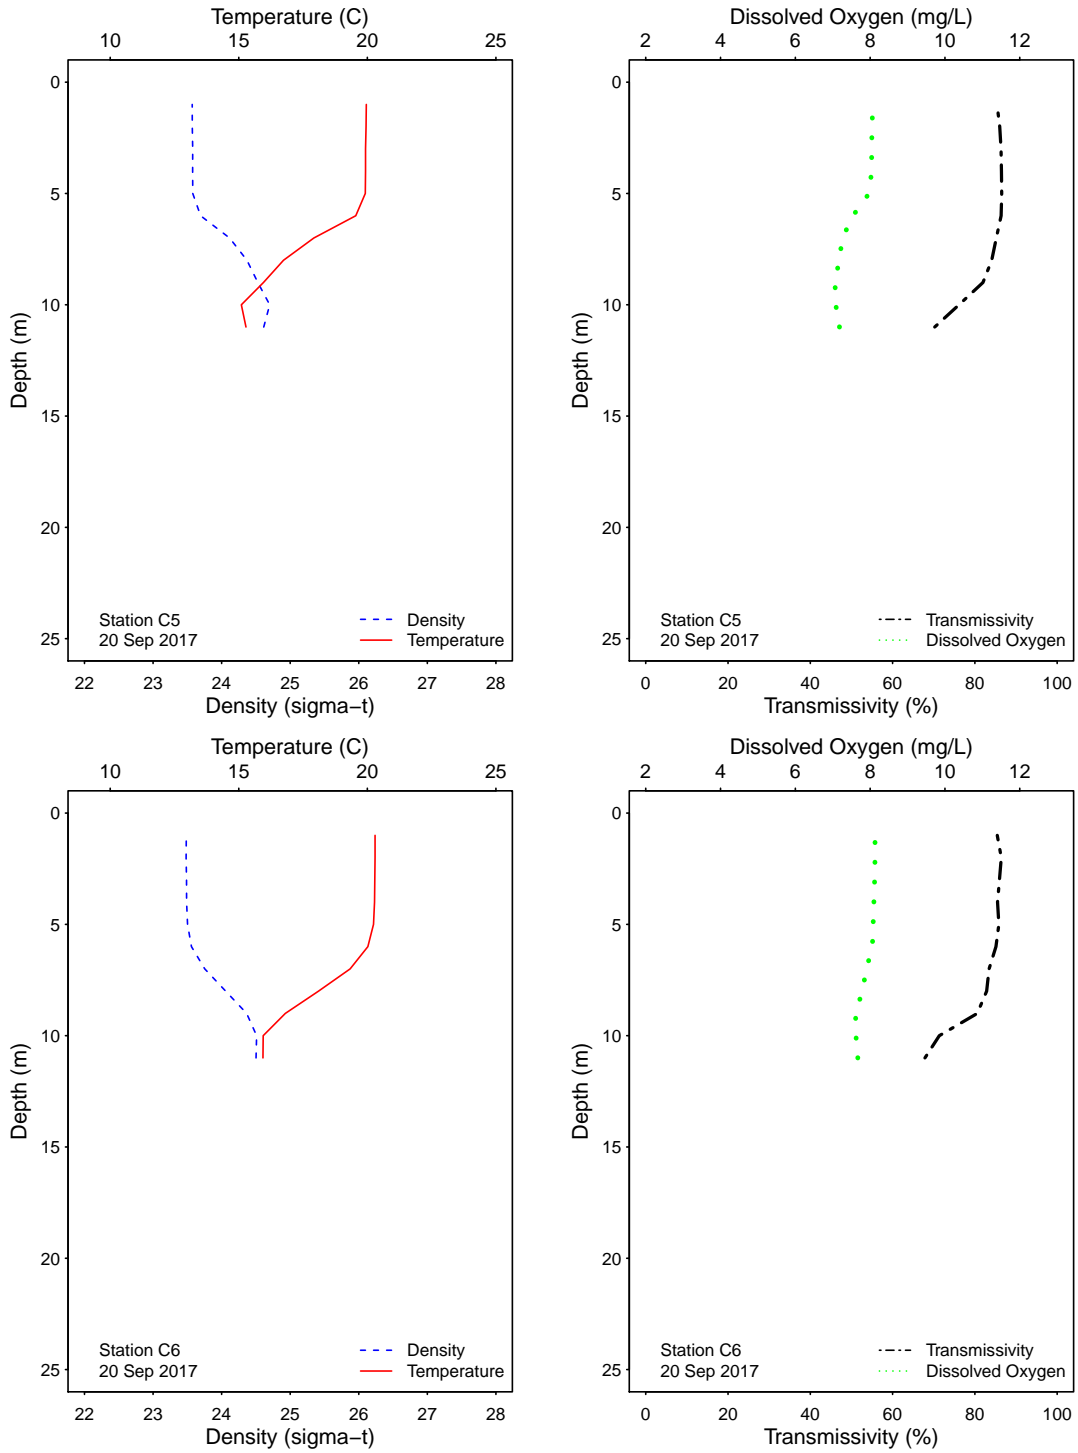 Temperature (C)
10 15 20 25
0
5
10
15
20
25
Depth (m)
Station C5
20 Sep 2017
Density
Temperature
22 23 24 25 26 27 28
Density (sigma−t)
Dissolved Oxygen (mg/L)
2 4 6 8 10 12
0
5
10
15
20
25
Depth (m)
Station C5
20 Sep 2017
Transmissivity
Dissolved Oxygen
0 20 40 60 80 100
Transmissivity (%)
Temperature (C)
10 15 20 25
0
5
10
15
20
25
Depth (m)
Station C6
20 Sep 2017
Density
Temperature
22 23 24 25 26 27 28
Density (sigma−t)
Dissolved Oxygen (mg/L)
2 4 6 8 10 12
0
5
10
15
20
25
Depth (m)
Station C6
20 Sep 2017
Transmissivity
Dissolved Oxygen
0 20 40 60 80 100
Transmissivity (%)